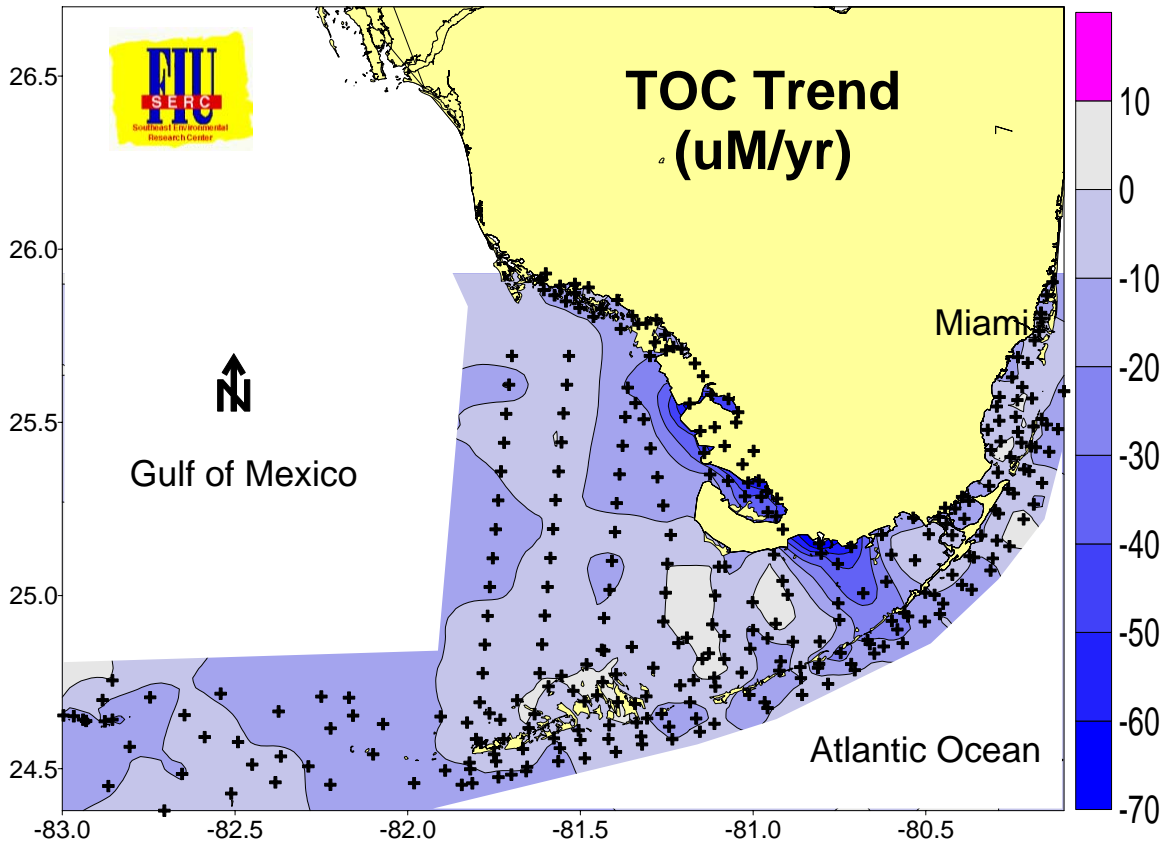 FIU
SERC
Southeast Environmental
Research Center
TOC Trend
(uM/yr)
Miami
N
Gulf of Mexico
Atlantic Ocean
26.5
26.0
25.5
25.0
24.5
-83.0
-82.5
-82.0
-81.5
-81.0
-80.5
10
0
-10
-20
-30
-40
-50
-60
-70